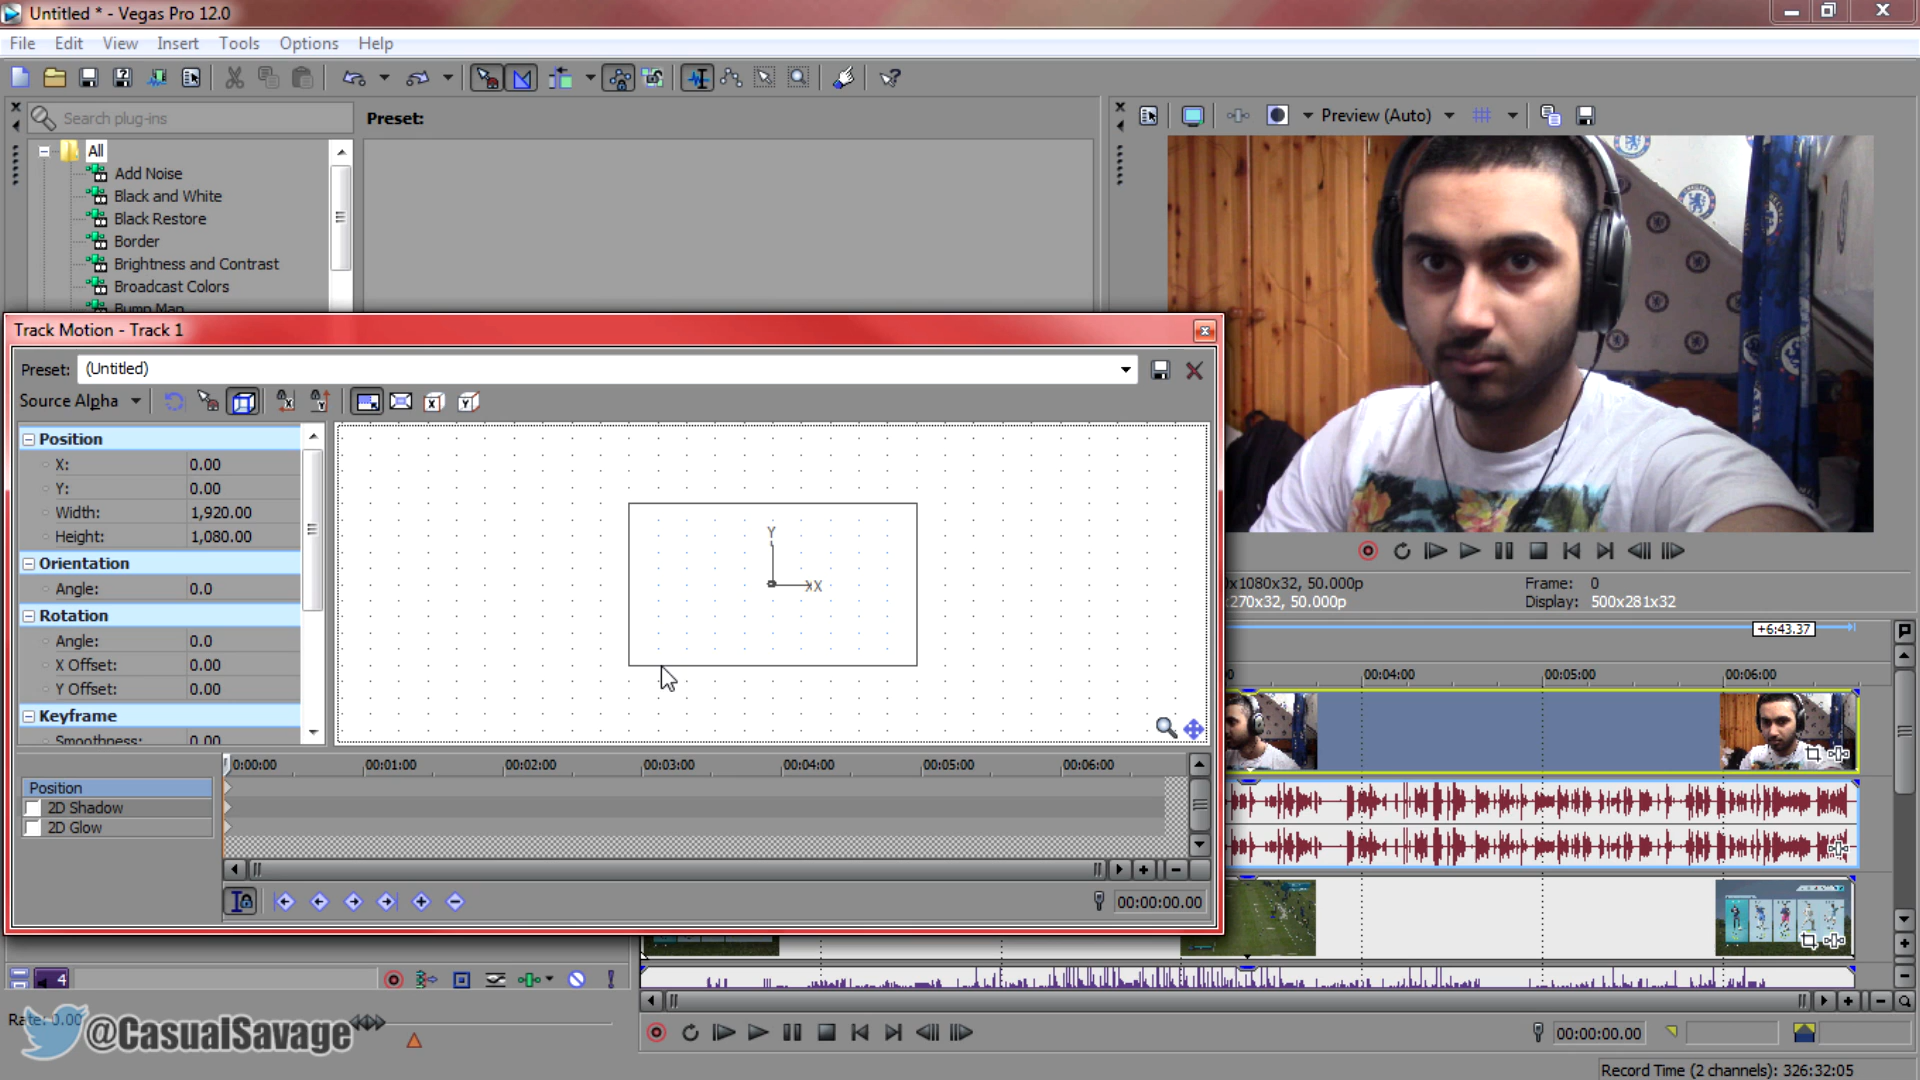 Untitled * - Vegas Pro 12.0
File Edit View Insert Tools Options Help
Search plug-ins
Preset:
Preview (Auto)
All
Add Noise
Black and White
Black Restore
Border
Brightness and Contrast
Broadcast Colors
Bump Map
Track Motion - Track 1
Preset: (Untitled)
Source Alpha
Position
X: 0.00
Y: 0.00
Width: 1,920.00
Height: 1,080.00
Orientation
Angle: 0.0
Rotation
Angle: 0.0
X Offset: 0.00
Y Offset: 0.00
Keyframe
Smoothness: 0.00
Y
X
x1080x32, 50.000p
x270x32, 50.000p
Frame: 0
Display: 500x281x32
+6:43.37
00:04:00 00:05:00 00:06:00
0:00:00 00:01:00 00:02:00 00:03:00 00:04:00 00:05:00 00:06:00
Position
2D Shadow
2D Glow
00:00:00.00
4
Rate: 0.00
@CasualSavage
00:00:00.00
Record Time (2 channels): 326:32:05